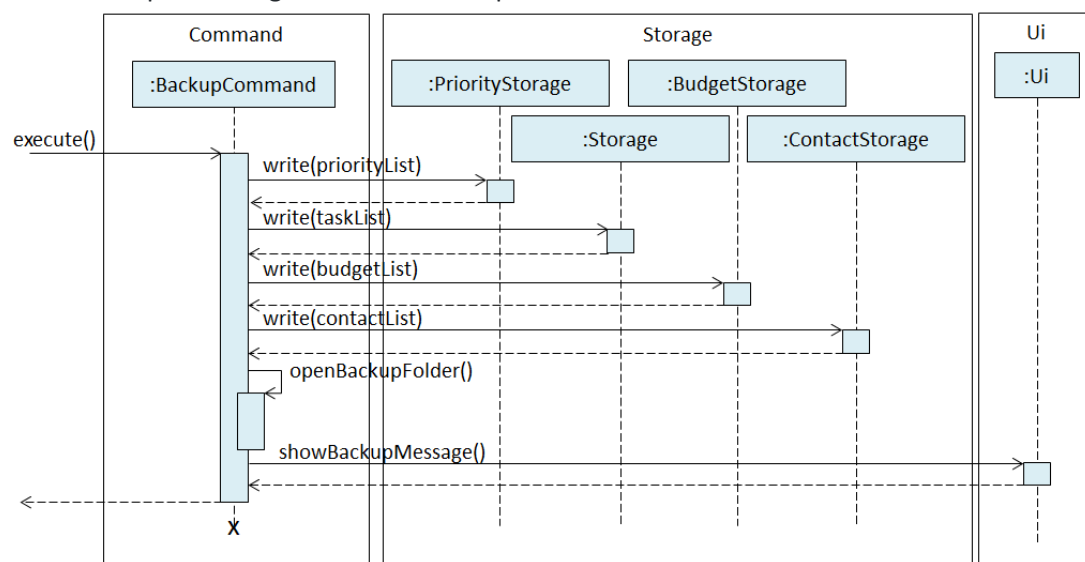 Command
Storage
Ui
:BackupCommand
:PriorityStorage
:BudgetStorage
:Ui
:Storage
:ContactStorage
execute()
write(priorityList)
write(taskList)
write(budgetList)
write(contactList)
openBackupFolder()
showBackupMessage()
X